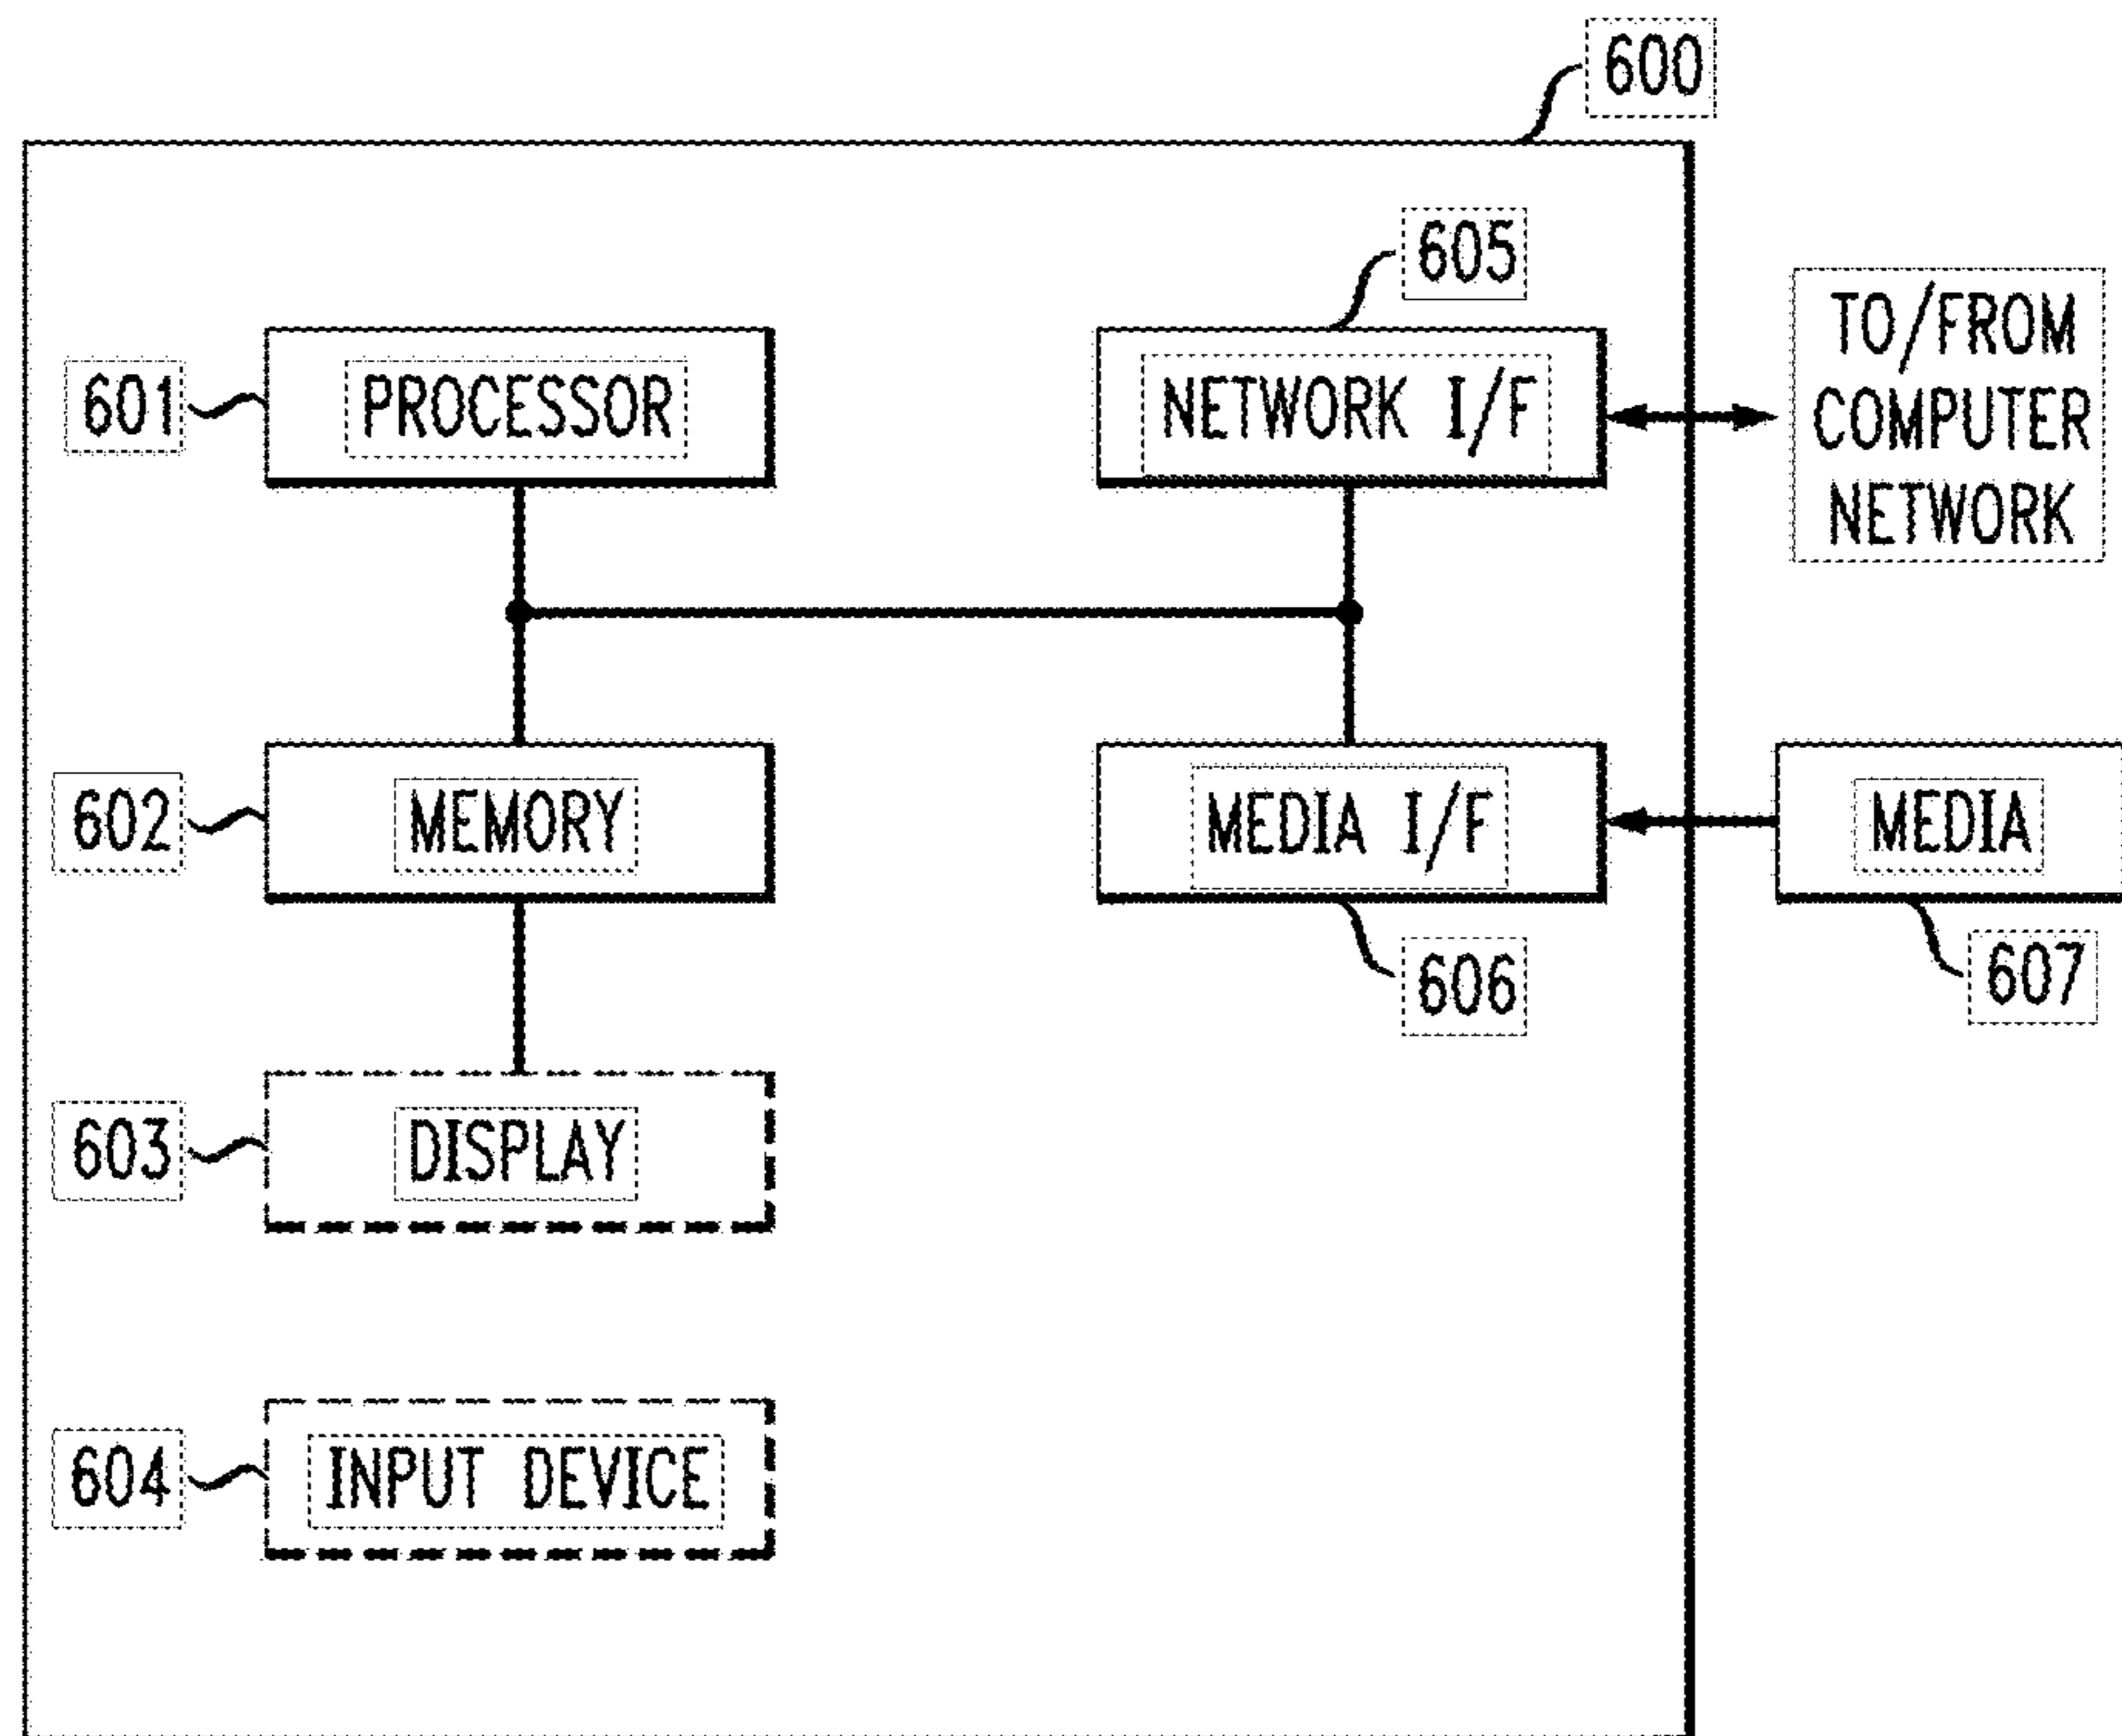 600
605
601
PROCESSOR
NETWORK I/F
TO/FROM
COMPUTER
NETWORK
602
MEMORY
MEDIA I/F
MEDIA
606
607
603
DISPLAY
604
INPUT DEVICE